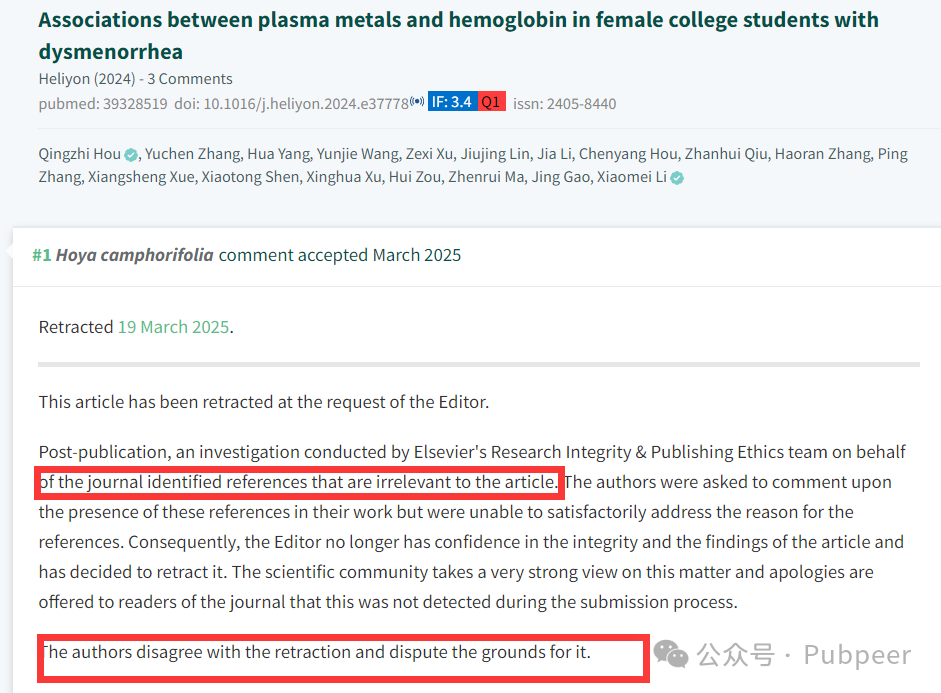 Associations between plasma metals and hemoglobin in female college students with
dysmenorrhea
Heliyon (2024) - 3 Comments
pubmed: 39328519 doi: 10.1016/j.heliyon.2024.e37778 IF: 3.4 Q1 issn: 2405-8440
Qingzhi Hou, Yuchen Zhang, Hua Yang, Yunjie Wang, Zexi Xu, Jiujing Lin, Jia Li, Chenyang Hou, Zhanhui Qiu, Haoran Zhang, Ping
Zhang, Xiangsheng Xue, Xiaotong Shen, Xinghua Xu, Hui Zou, Zhenrui Ma, Jing Gao, Xiaomei Li
#1 Hoya camphorifolia comment accepted March 2025
Retracted 19 March 2025.
This article has been retracted at the request of the Editor.
Post-publication, an investigation conducted by Elsevier's Research Integrity & Publishing Ethics team on behalf
of the journal identified references that are irrelevant to the article. The authors were asked to comment upon
the presence of these references in their work but were unable to satisfactorily address the reason for the
references. Consequently, the Editor no longer has confidence in the integrity and the findings of the article and
has decided to retract it. The scientific community takes a very strong view on this matter and apologies are
offered to readers of the journal that this was not detected during the submission process.
The authors disagree with the retraction and dispute the grounds for it.
公众号 · Pubpeer